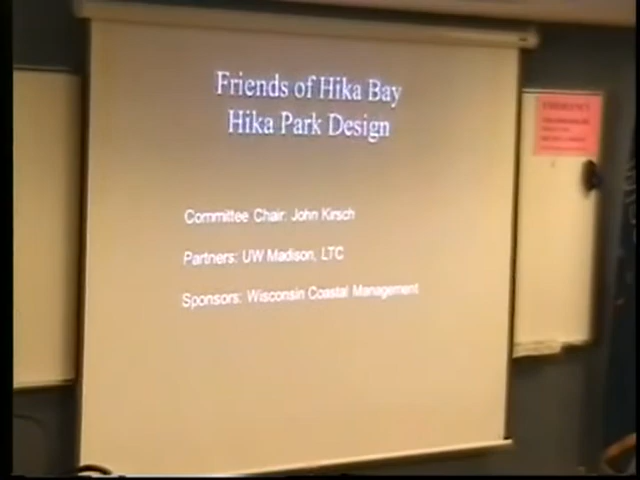 Friends of Hika Bay
Hika Park Design
Committee Chair: John Kirsch
Partners: UW Madison, LTC
Sponsors: Wisconsin Coastal Management